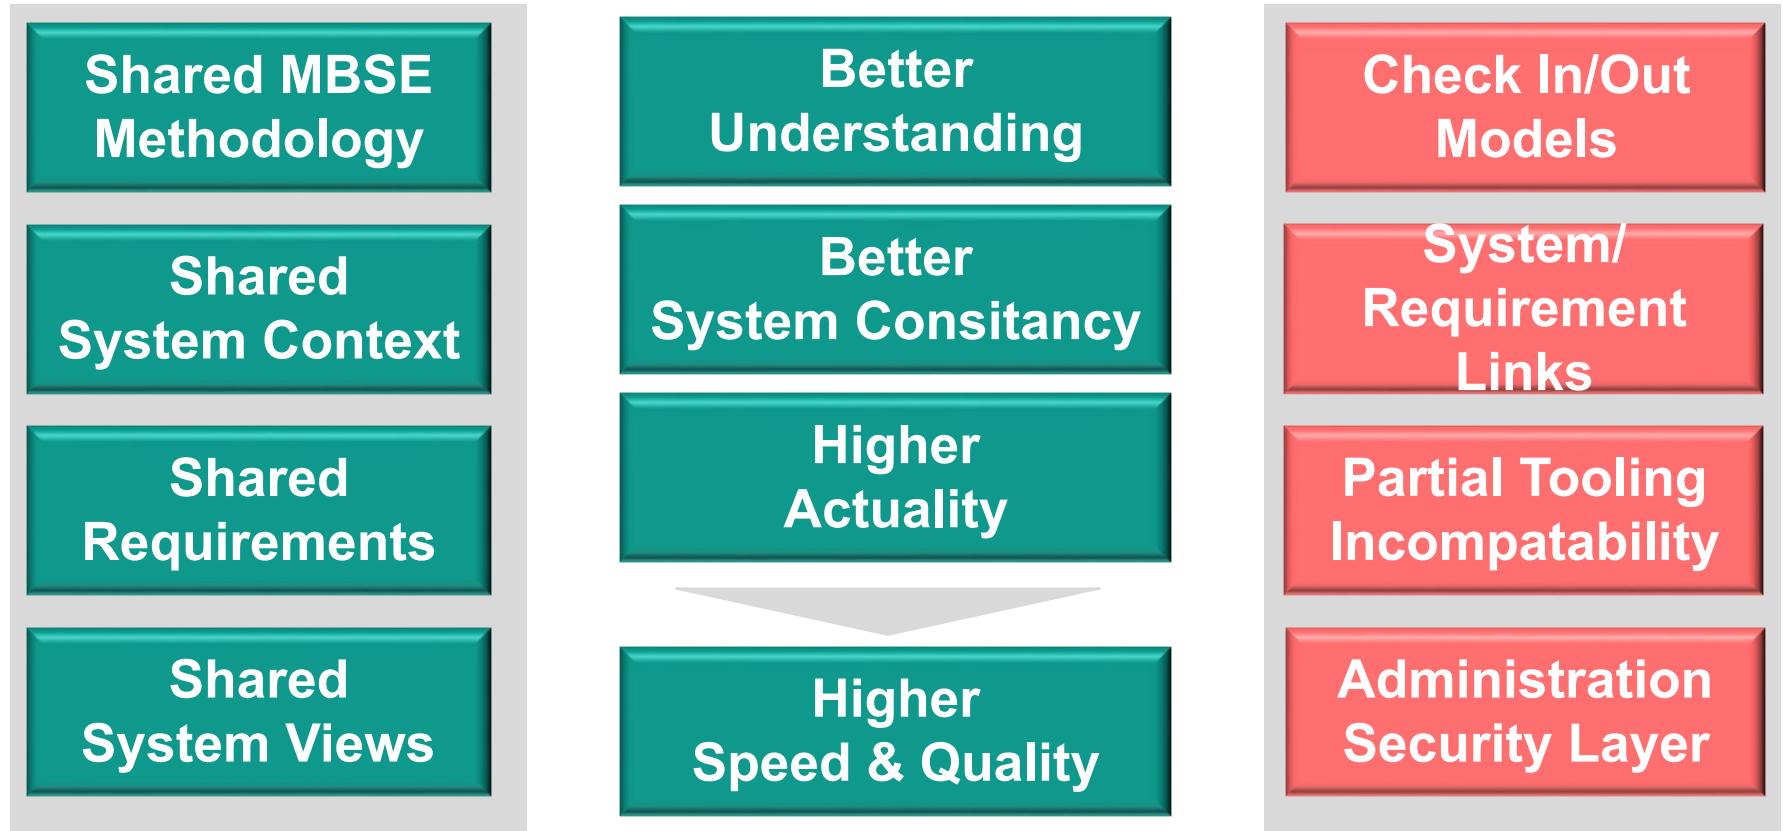 Shared MBSE
Methodology
Shared
System Context
Shared
Requirements
Shared
System Views
Better
Understanding
Better
System Consitancy
Higher
Actuality
Higher
Speed & Quality
Check In/Out
Models
System/
Requirement
Links
Partial Tooling
Incompatability
Administration
Security Layer